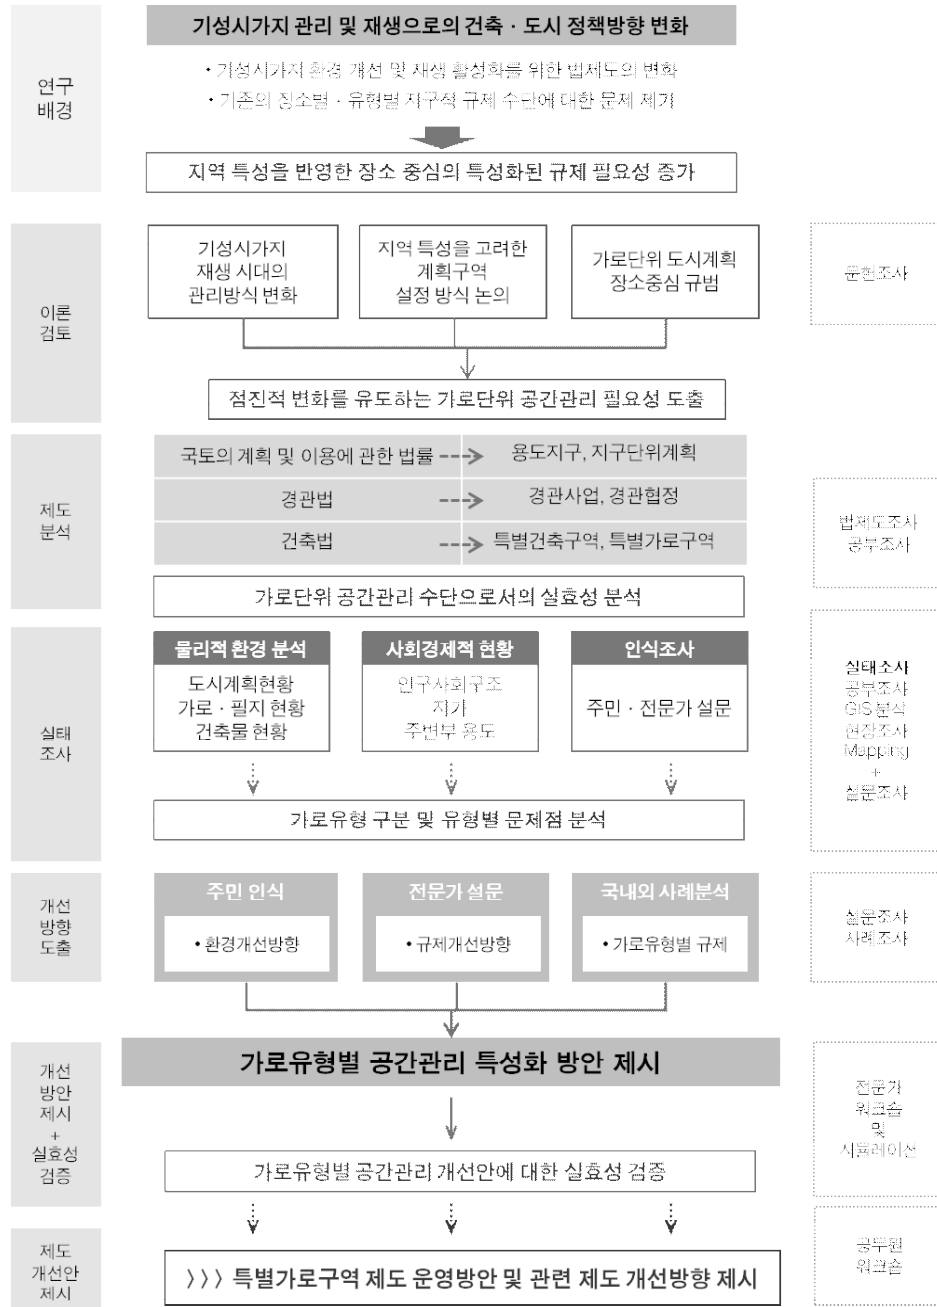 연구
배경
기성시가지 관리 및 재생으로의 건축 · 도시 정책방향 변화
• 기성시가지 환경 개선 및 재생 활성화를 위한 법제도의 변화
• 기존의 장소별 · 유형별 지구적 규제 수단에 대한 문제 제기
지역 특성을 반영한 장소 중심의 특성화된 규제 필요성 증가
이론
검토
기성시가지
재생 시대의
관리방식 변화
지역 특성을 고려한
계획구역
설정 방식 논의
가로단위 도시계획
장소중심 규범
문헌조사
점진적 변화를 유도하는 가로단위 공간관리 필요성 도출
제도
분석
국토의 계획 및 이용에 관한 법률 ---> 용도지구, 지구단위계획
경관법 ---> 경관사업, 경관협정
건축법 ---> 특별건축구역, 특별가로구역
법제도조사
공부조사
가로단위 공간관리 수단으로서의 실효성 분석
실태
조사
물리적 환경 분석
도시계획현황
가로 · 필지 현황
건축물 현황
사회경제적 현황
인구사회구조
지가
주변부 용도
인식조사
주민 · 전문가 설문
실태조사
공부조사
GIS 분석
현장조사
Mapping
+
설문조사
가로유형 구분 및 유형별 문제점 분석
개선
방향
도출
주민 인식
• 환경개선방향
전문가 설문
• 규제개선방향
국내외 사례분석
• 가로유형별 규제
설문조사
사례조사
개선
방안
제시
+
실효성
검증
가로유형별 공간관리 특성화 방안 제시
가로유형별 공간관리 개선안에 대한 실효성 검증
전문가
워크숍
및
시뮬레이션
제도
개선안
제시
〉〉〉 특별가로구역 제도 운영방안 및 관련 제도 개선방향 제시
공무원
워크숍